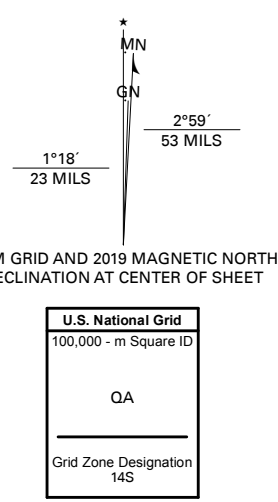 ★
MN
GN
2°59´
53 MILS
1°18´
23 MILS
M GRID AND 2019 MAGNETIC NORTH
ECLINATION AT CENTER OF SHEET
U.S. National Grid
100,000 - m Square ID
QA
Grid Zone Designation
14S